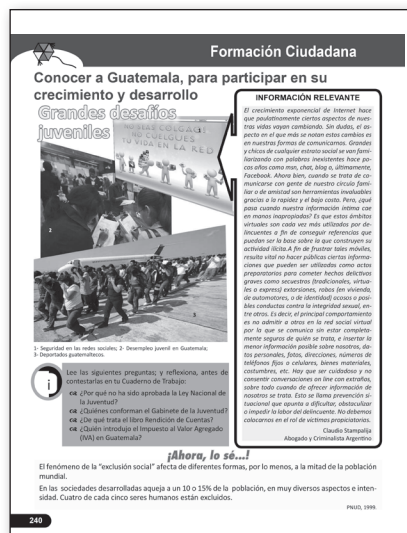 Formación Ciudadana
Conocer a Guatemala, para participar en su
crecimiento y desarrollo
Grandes desafíos
juveniles
NO SEAS COLGADO
NO CUELGUES
TU VIDA EN LA RED
2
3
1- Seguridad en las redes sociales; 2- Desempleo juvenil en Guatemala;
3- Deportados guatemaltecos.
INFORMACIÓN RELEVANTE
El crecimiento exponencial de Internet hace
que paulatinamente ciertos aspectos de nues-
tras vidas vayan cambiando. Sin dudas, el as-
pecto en el que más se notan estos cambios es
en nuestras formas de comunicarnos. Grandes
y chicos de cualquier estrato social se van fami-
liarizando con palabras inexistentes hace po-
cos años como msn, chat, blog o, últimamente,
Facebook. Ahora bien, cuando se trata de co-
municarse con gente de nuestro círculo fami-
liar o de amistad son herramientas invaluables
gracias a la rapidez y el bajo costo. Pero, ¿qué
pasa cuando nuestra información íntima cae
en manos inapropiadas? Es que estos ámbitos
virtuales son cada vez más utilizados por de-
lincuentes a fin de conseguir referencias que
puedan ser la base sobre la que construyen su
actividad ilícita.A fin de frustrar tales móviles,
resulta vital no hacer públicas ciertas informa-
ciones que pueden ser utilizadas como actos
preparatorios para cometer hechos delictivos
graves como secuestros (tradicionales, virtua-
les o express) extorsiones, robos (en vivienda,
de automotores, o de identidad) acosos o posi-
bles conductas contra la integridad sexual, en-
tre otros. Es decir, el principal comportamiento
es no admitir a otros en la red social virtual
por la que se comunica sin estar completa-
mente seguros de quién se trata, e insertar la
menor información posible sobre nosotros, da-
tos personales, fotos, direcciones, números de
teléfonos fijos o celulares, bienes materiales,
costumbres, etc. Hay que ser cuidadoso y no
consentir conversaciones on line con extraños,
sobre todo cuando de ofrecer información de
nosotros se trata. Esto se llama prevención si-
tuacional que apunta a dificultar, obstaculizar
o impedir la labor del delincuente. No debemos
colocarnos en el rol de víctimas propiciatorias.
Claudio Stampalija
Abogado y Criminalista Argentino
i
Lee las siguientes preguntas; y reflexiona, antes de
contestarlas en tu Cuaderno de Trabajo:
¿Por qué no ha sido aprobada la Ley Nacional de
la Juventud?
¿Quiénes conforman el Gabinete de la Juventud?
¿De qué trata el libro Rendición de Cuentas?
¿Quién introdujo el Impuesto al Valor Agregado
(IVA) en Guatemala?
¡Ahora, lo sé...!
El fenómeno de la "exclusión social" afecta de diferentes formas, por lo menos, a la mitad de la población
mundial.
En las sociedades desarrolladas aqueja a un 10 o 15% de la población, en muy diversos aspectos e inten-
sidad. Cuatro de cada cinco seres humanos están excluidos.
PNUD, 1999.
240